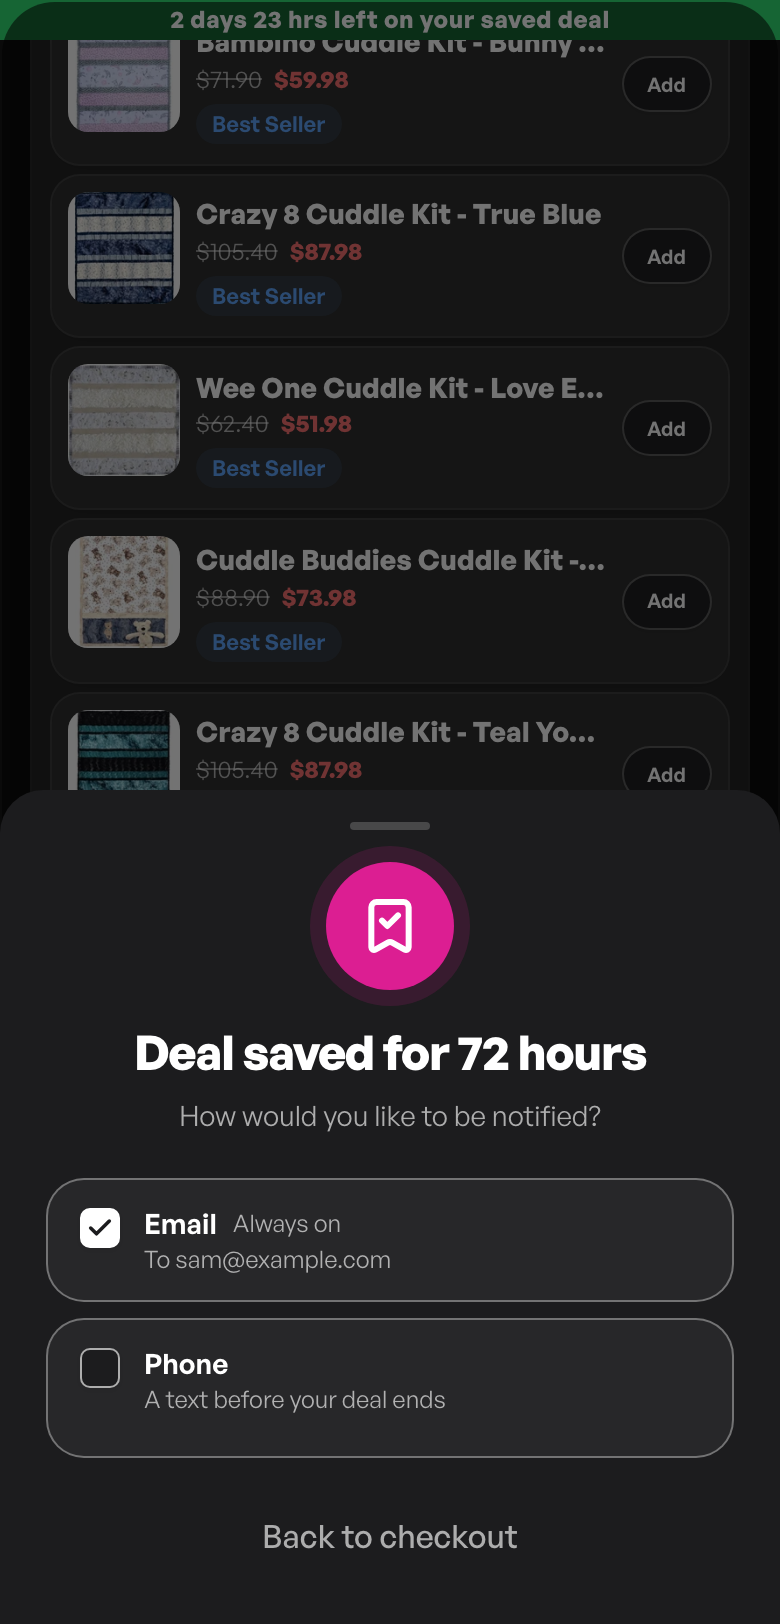 2 days 23 hrs left on your saved deal
Bambino Cuddle Kit - Bunny ...
$71.90 $59.98
Add
Best Seller
Crazy 8 Cuddle Kit - True Blue
$105.40 $87.98
Add
Best Seller
Wee One Cuddle Kit - Love E...
$62.40 $51.98
Add
Best Seller
Cuddle Buddies Cuddle Kit -...
$88.90 $73.98
Add
Best Seller
Crazy 8 Cuddle Kit - Teal Yo...
$105.40 $87.98
Add
Deal saved for 72 hours
How would you like to be notified?
Email Always on
To sam@example.com
Phone
A text before your deal ends
Back to checkout